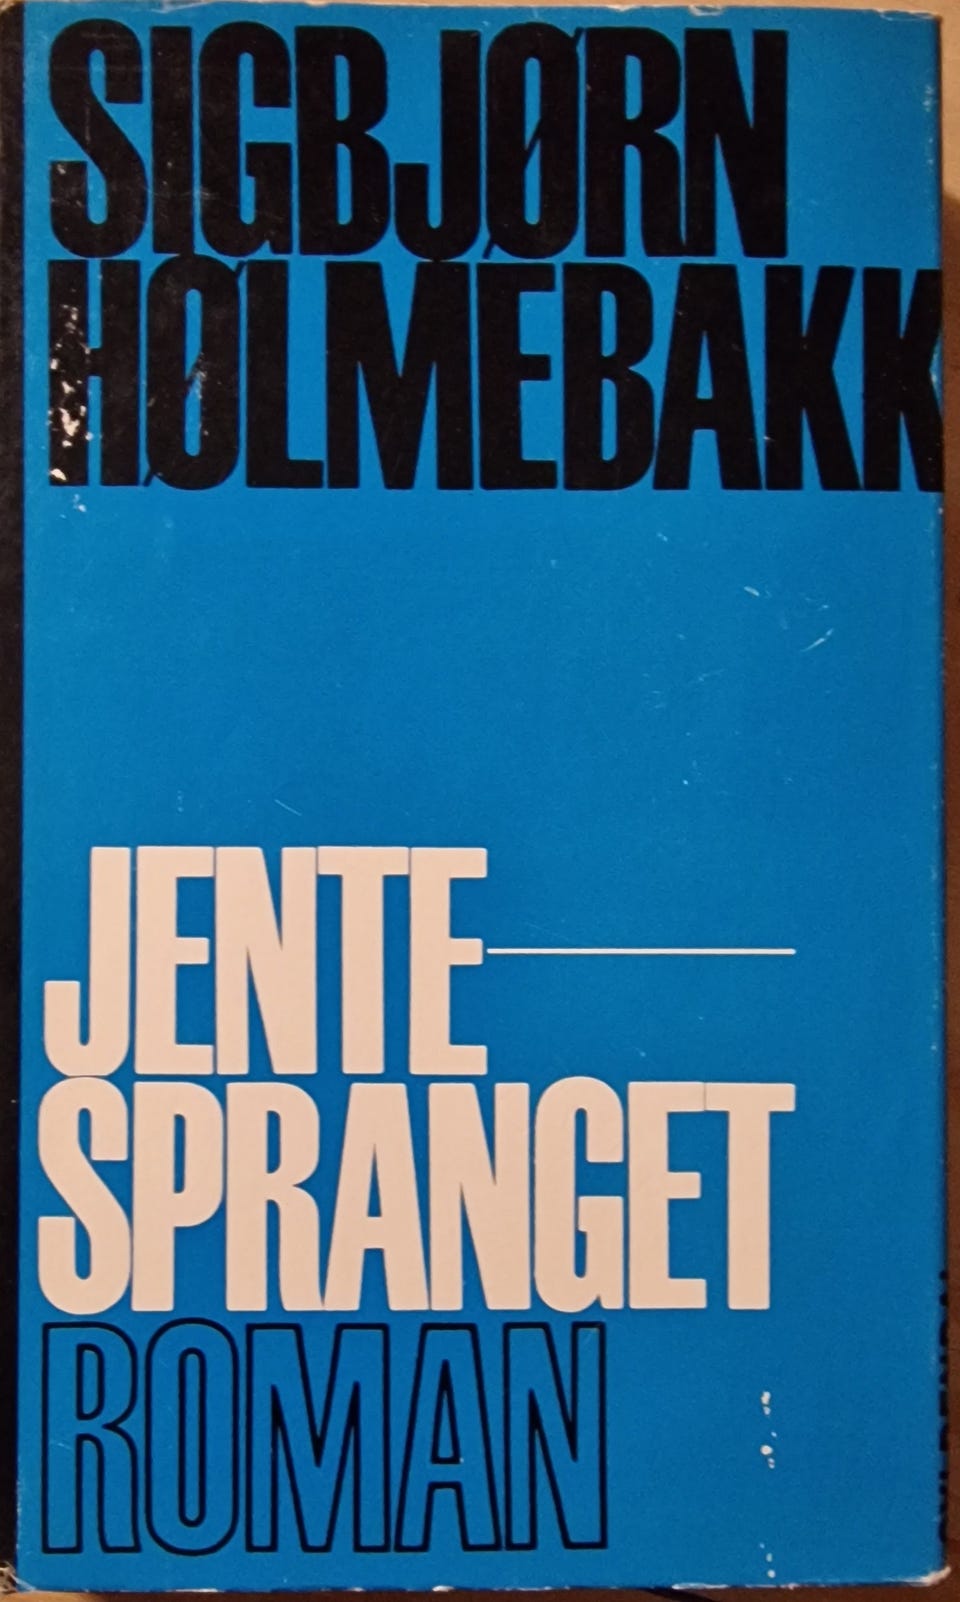 SIGBJØRN
HØLMEBAKK
JENTE-
SPRANGET
ROMAN